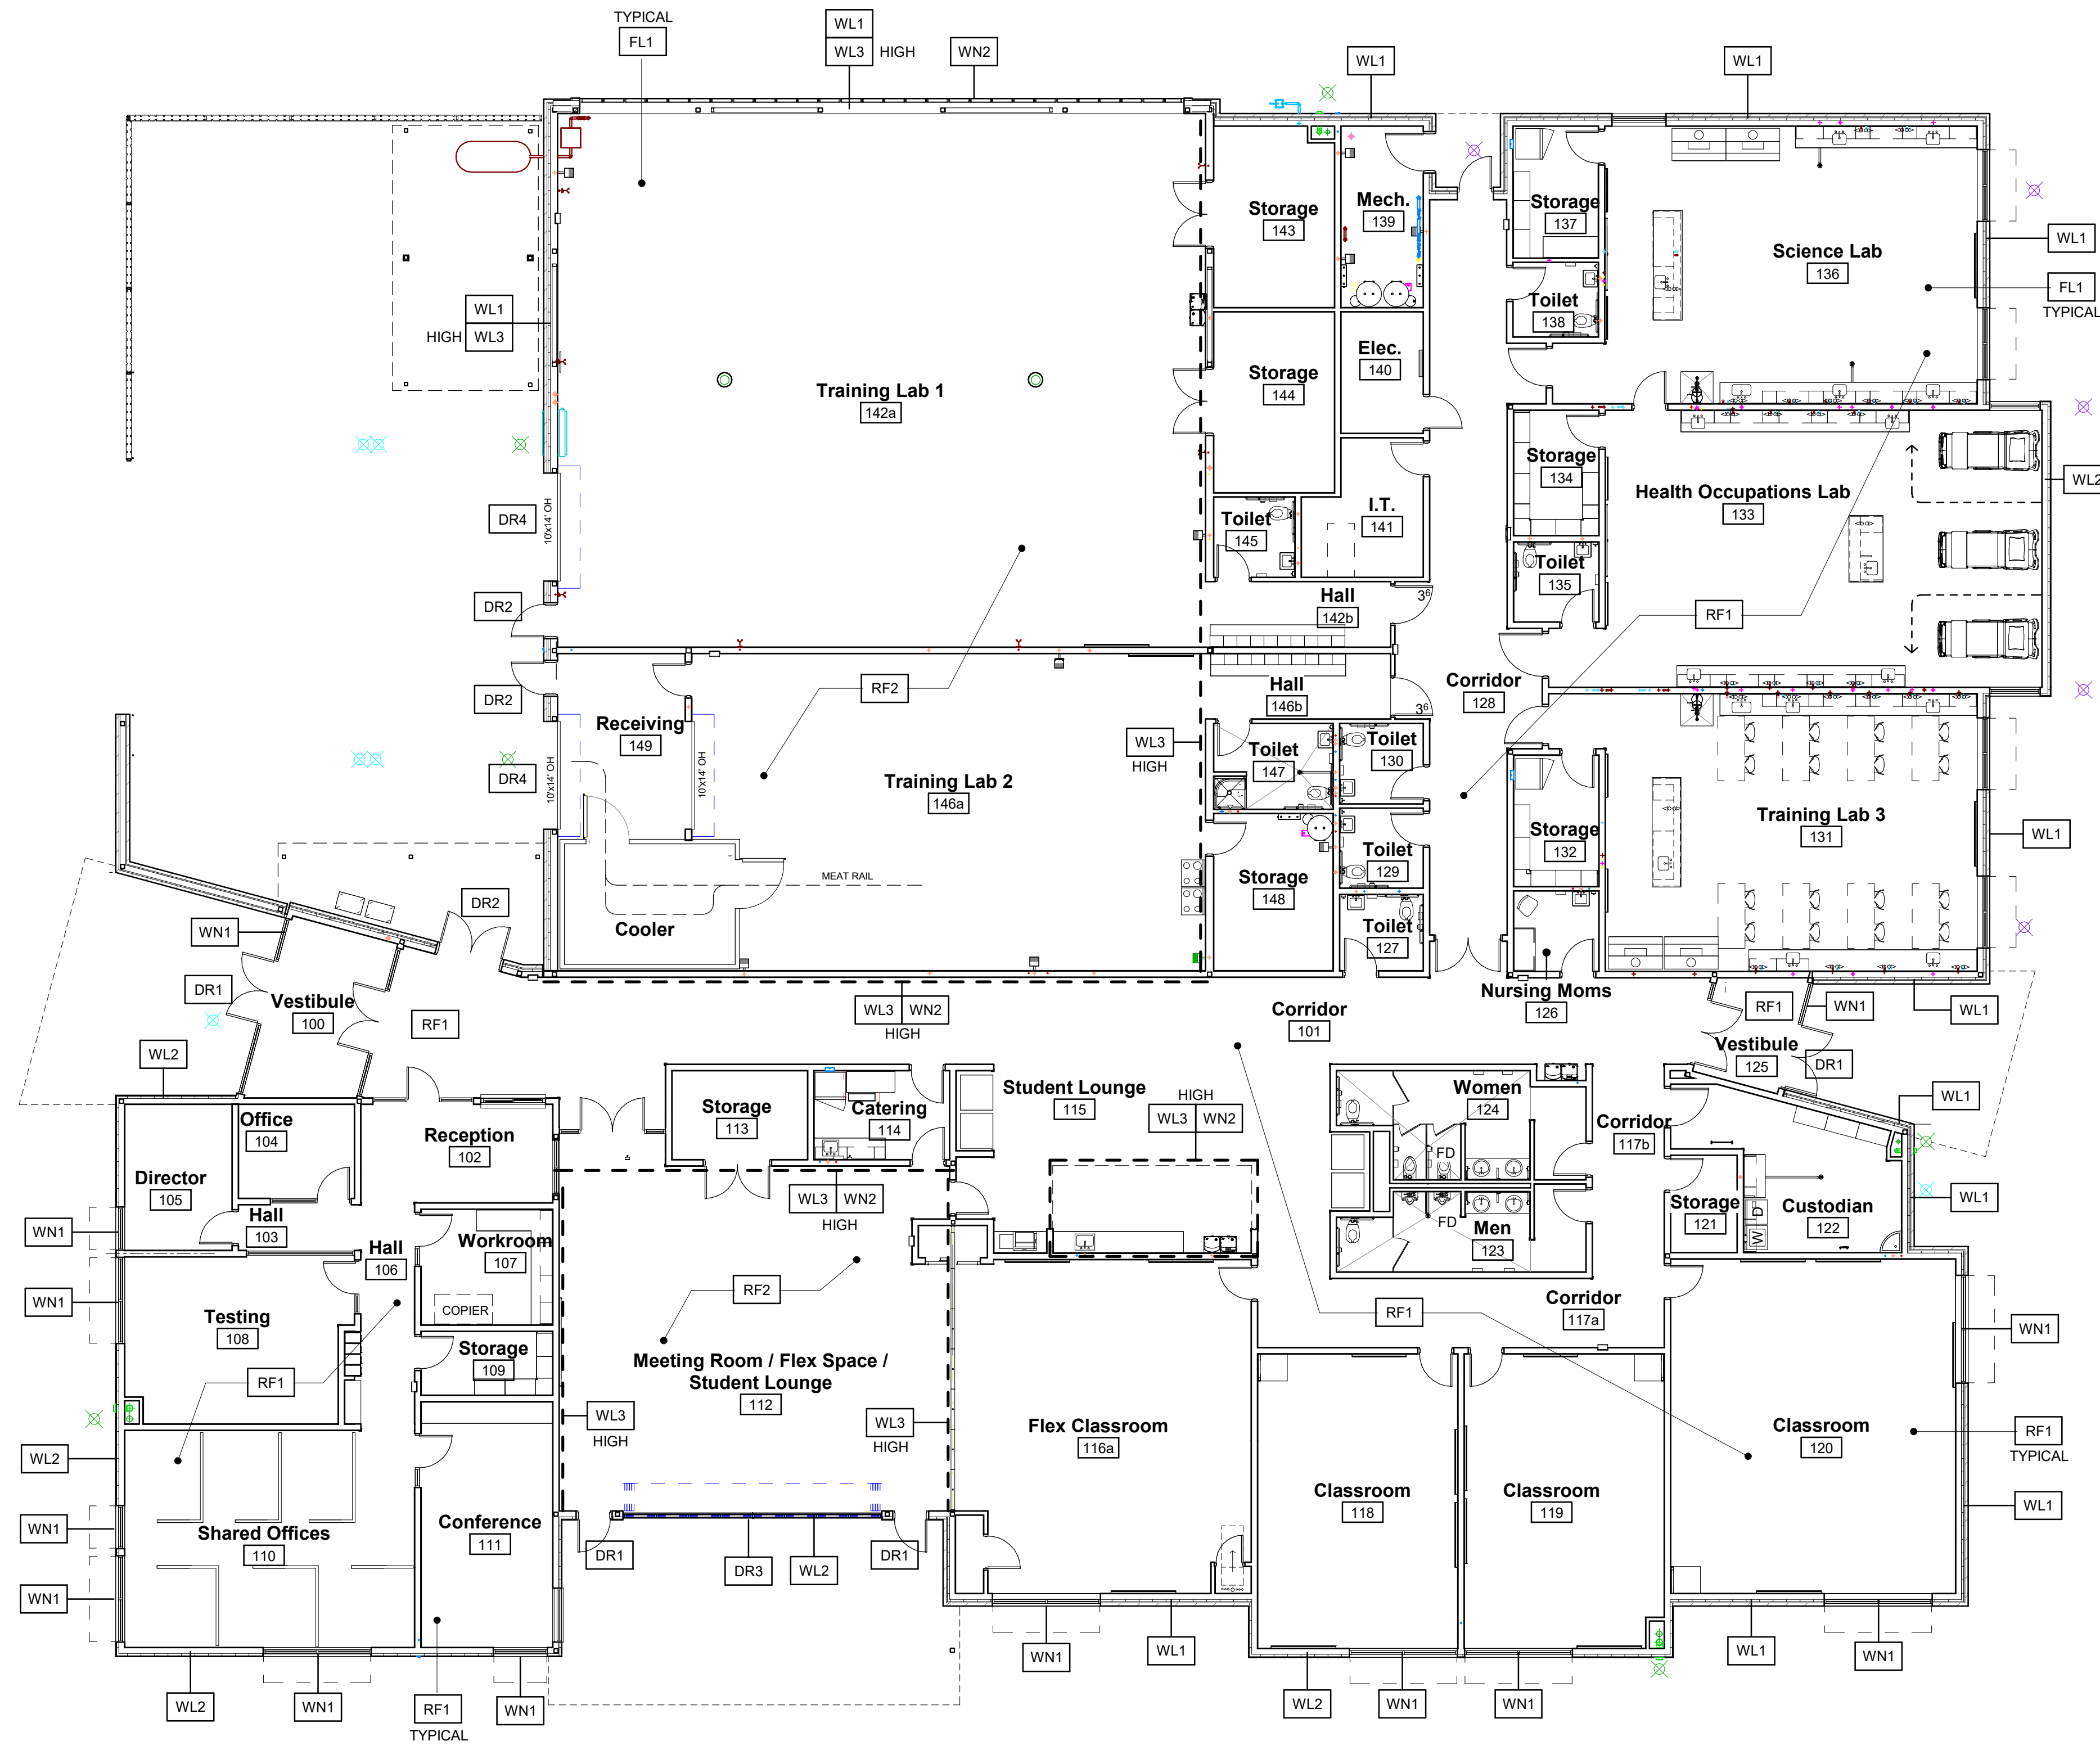 TYPICAL
FL1
WL1
WL3 HIGH
WN2
WL1
WL1
Storage
143
Mech.
139
Storage
137
Science Lab
136
WL1
FL1
TYPICAL
WL1
HIGH WL3
Toilet
138
Training Lab 1
142a
Storage
144
Elec.
140
Storage
134
Health Occupations Lab
133
WL2
DR4
10'x14' OH
Toilet
145
I.T.
141
Toilet
135
DR2
Hall
142b
3⁶
RF1
DR2
RF2
Hall
146b
3⁶
Corridor
128
Receiving
149
WL3
HIGH
Toilet
147
Toilet
130
DR4
10'x14' OH
10'x14' OH
Training Lab 2
146a
Training Lab 3
131
WL1
Storage
132
Toilet
129
MEAT RAIL
Storage
148
DR2
WN1
Cooler
Toilet
127
DR1
Vestibule
100
RF1
WL3 WN2
HIGH
Corridor
101
Nursing Moms
126
RF1
WN1
WL1
Vestibule
125
DR1
WL2
Student Lounge
115
HIGH
WL3 WN2
Women
124
WL1
Office
104
Reception
102
Storage
113
Catering
114
Corridor
117b
FD
Director
105
WL3 WN2
HIGH
WL1
WN1
Hall
103
Storage
121
Custodian
122
D
W
FD
Men
123
Hall
106
Workroom
107
WN1
COPIER
RF2
Corridor
117a
RF1
WN1
Testing
108
Storage
109
Meeting Room / Flex Space /
Student Lounge
112
RF1
WL3
HIGH
WL3
HIGH
Flex Classroom
116a
Classroom
120
RF1
TYPICAL
WL2
Classroom
118
Classroom
119
WL1
WN1
Shared Offices
110
Conference
111
DR1
DR3
WL2
DR1
WN1
WN1
WL1
WL1
WN1
WL2
WN1
RF1
TYPICAL
WN1
WL2
WN1
WN1